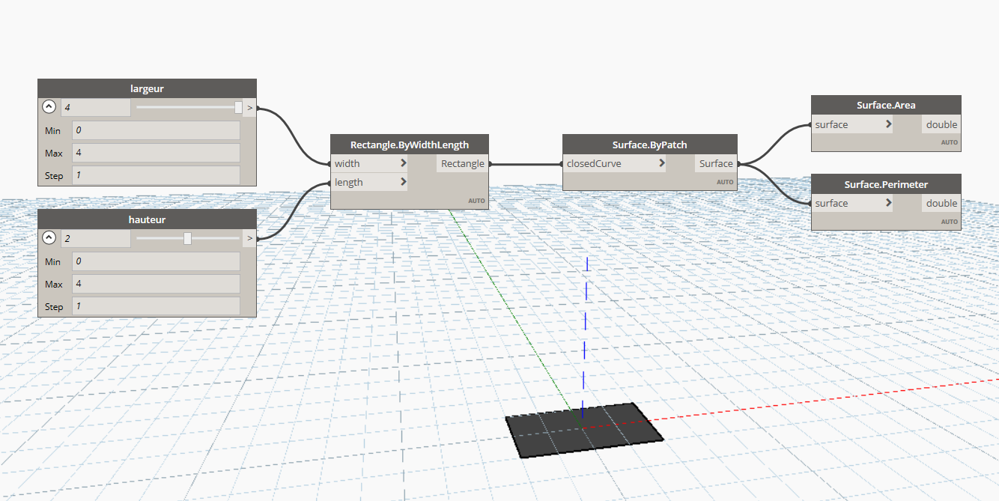 largeur
4
>
Min 0
Max 4
Step 1
hauteur
2
>
Min 0
Max 4
Step 1
Rectangle.ByWidthLength
width > Rectangle
length >
AUTO
Surface.ByPatch
closedCurve > Surface
AUTO
Surface.Area
surface > double
AUTO
Surface.Perimeter
surface > double
AUTO